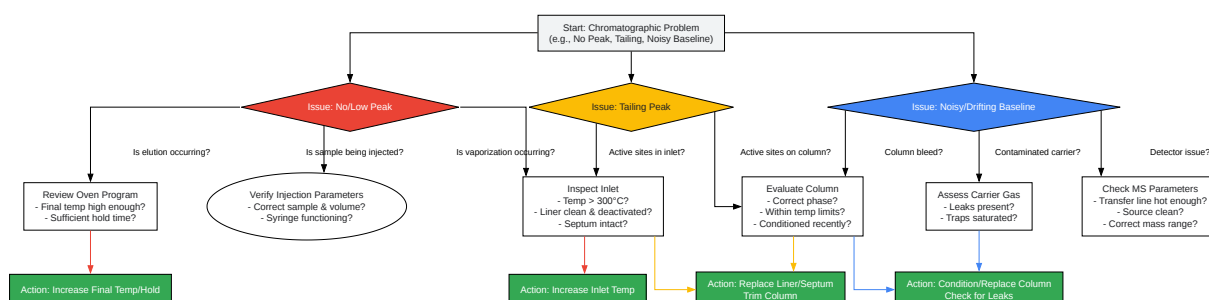 Start: Chromatographic Problem
(e.g., No Peak, Tailing, Noisy Baseline)
Issue: No/Low Peak
Issue: Tailing Peak
Issue: Noisy/Drifting Baseline
Is elution occurring?
Is sample being injected?
Is vaporization occurring?
Active sites in inlet?
Active sites on column?
Column bleed?
Contaminated carrier?
Detector issue?
Review Oven Program
- Final temp high enough?
- Sufficient hold time?
Verify Injection Parameters
- Correct sample & volume?
- Syringe functioning?
Inspect Inlet
- Temp > 300°C?
- Liner clean & deactivated?
- Septum intact?
Evaluate Column
- Correct phase?
- Within temp limits?
- Conditioned recently?
Assess Carrier Gas
- Leaks present?
- Traps saturated?
Check MS Parameters
- Transfer line hot enough?
- Source clean?
- Correct mass range?
Action: Increase Final Temp/Hold
Action: Increase Inlet Temp
Action: Replace Liner/Septum
Trim Column
Action: Condition/Replace Column
Check for Leaks